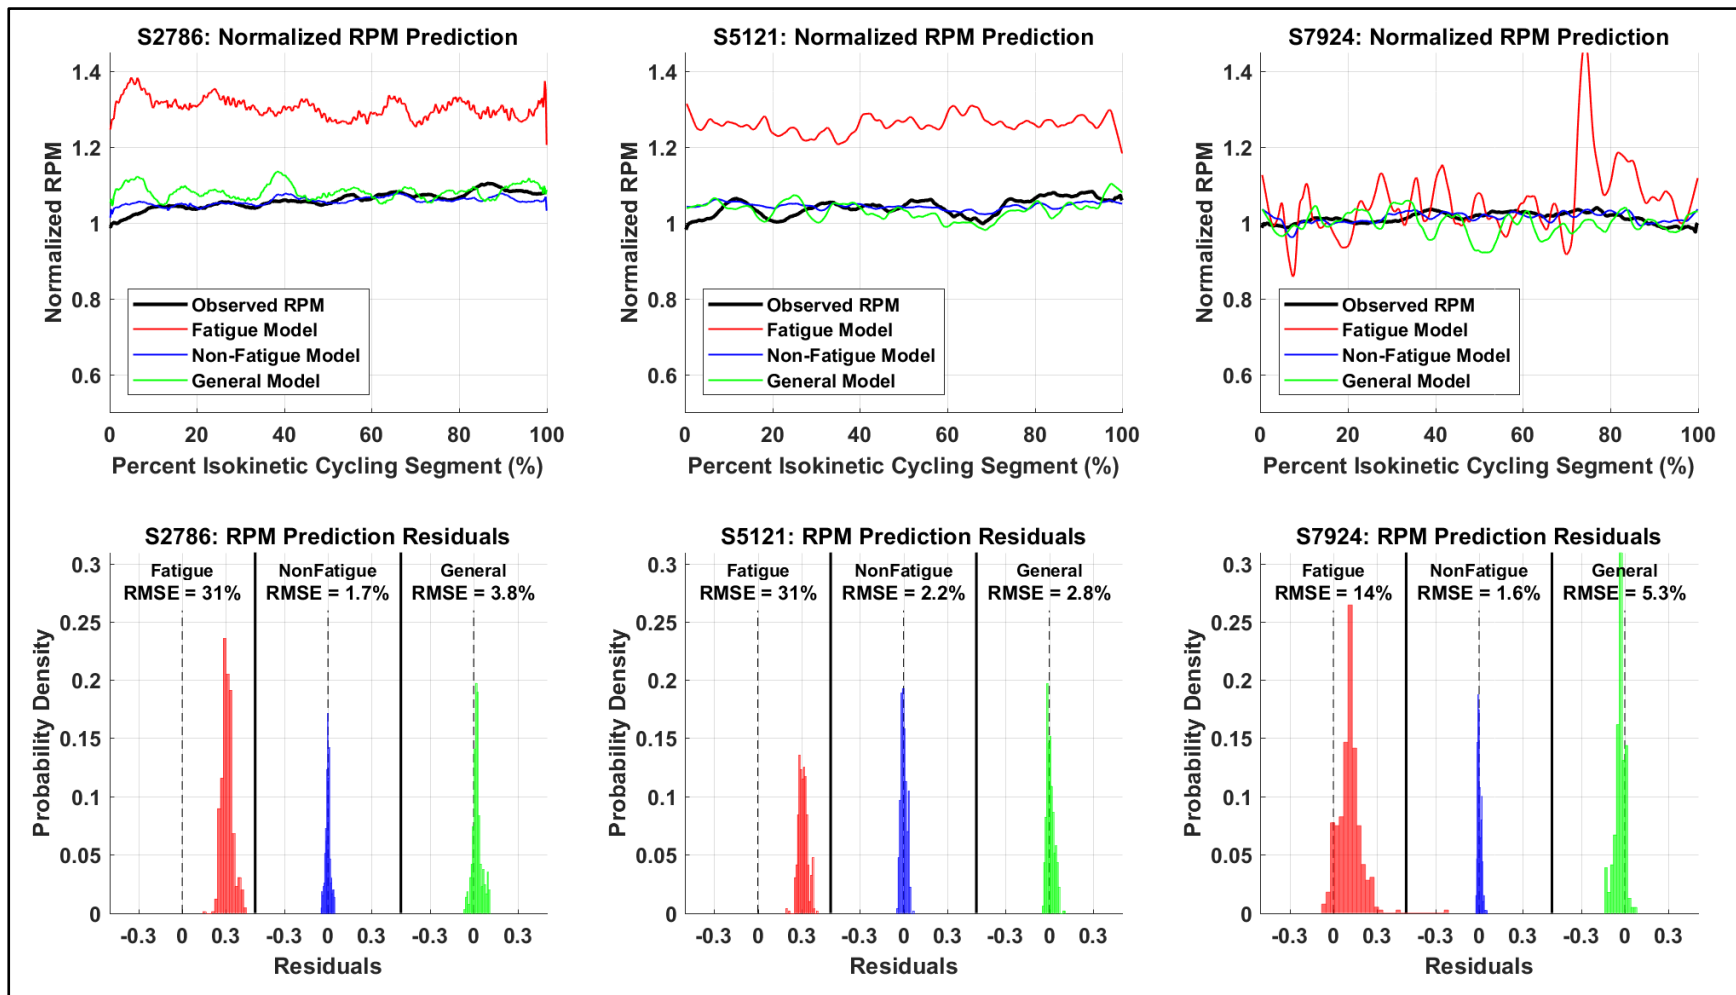 S2786: Normalized RPM Prediction
1.4
1.2
1
0.8
0.6
Normalized RPM
Observed RPM
Fatigue Model
Non-Fatigue Model
General Model
0 20 40 60 80 100
Percent Isokinetic Cycling Segment (%)
S5121: Normalized RPM Prediction
1.4
1.2
1
0.8
0.6
Normalized RPM
Observed RPM
Fatigue Model
Non-Fatigue Model
General Model
0 20 40 60 80 100
Percent Isokinetic Cycling Segment (%)
S7924: Normalized RPM Prediction
1.4
1.2
1
0.8
0.6
Normalized RPM
Observed RPM
Fatigue Model
Non-Fatigue Model
General Model
0 20 40 60 80 100
Percent Isokinetic Cycling Segment (%)
S2786: RPM Prediction Residuals
0.3
0.25
0.2
0.15
0.1
0.05
0
Probability Density
Fatigue NonFatigue General
RMSE = 31% RMSE = 1.7% RMSE = 3.8%
-0.3 0 0.3 -0.3 0 0.3 -0.3 0 0.3
Residuals
S5121: RPM Prediction Residuals
0.3
0.25
0.2
0.15
0.1
0.05
0
Probability Density
Fatigue NonFatigue General
RMSE = 31% RMSE = 2.2% RMSE = 2.8%
-0.3 0 0.3 -0.3 0 0.3 -0.3 0 0.3
Residuals
S7924: RPM Prediction Residuals
0.3
0.25
0.2
0.15
0.1
0.05
0
Probability Density
Fatigue NonFatigue General
RMSE = 14% RMSE = 1.6% RMSE = 5.3%
-0.3 0 0.3 -0.3 0 0.3 -0.3 0 0.3
Residuals